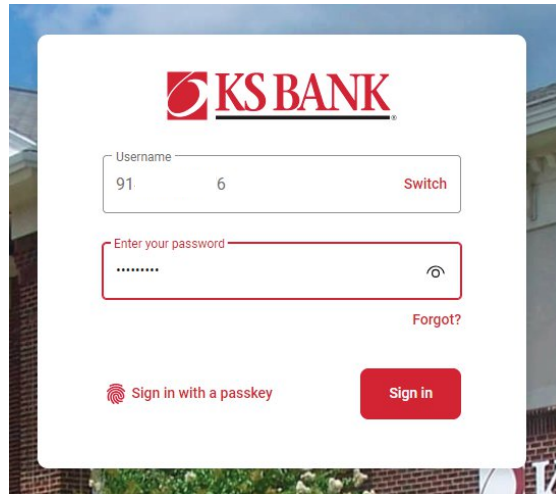 KS BANK
Username
91 6
Switch
Enter your password
•••••••••
Forgot?
Sign in with a passkey
Sign in